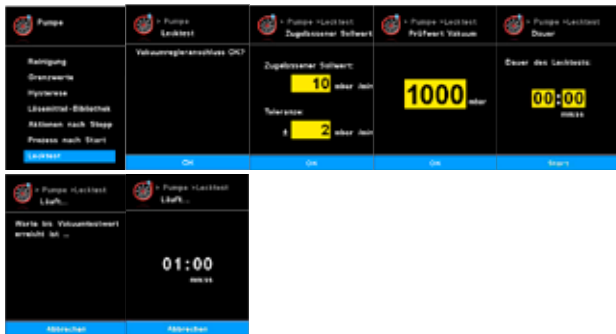 Pumpe
Reinigung
Grenzwerte
Hysterese
Lösemittel-Bibliothek
Aktionen nach Stopp
Prozess nach Start
Lecktest
> Pumpe
Lecktest
Vakuumregleranschluss OK?
OK
> Pumpe >Lecktest
Zugelassener Sollwert
Zugelassener Sollwert:
10 mbar /min
Toleranz:
± 2 mbar /min
OK
> Pumpe >Lecktest
Prüfwert Vakuum
1000 mbar
OK
> Pumpe >Lecktest
Dauer
Dauer des Lecktests:
00:00
mm:ss
Start
> Pumpe >Lecktest
Läuft...
Warte bis Vakuumtestwert
erreicht ist ...
Abbrechen
> Pumpe >Lecktest
Läuft...
01:00
mm:ss
Abbrechen